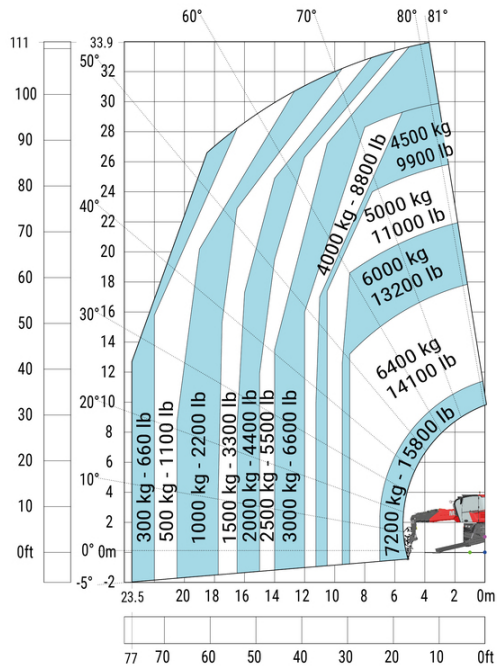 60°
70°
80°
81°
111
33.9
50°
32
100
30
90
28
26
80
24
40°
70
22
20
60
18
30°
16
50
14
40
12
20°
10
30
8
20
6
10°
4
10
2
0ft
0°
0m
-5°
-2
4500 kg
9900 lb
4000 kg - 8800 lb
5000 kg
11000 lb
6000 kg
13200 lb
6400 kg
14100 lb
7200 kg - 15800 lb
300 kg - 660 lb
500 kg -1100 lb
1000 kg - 2200 lb
1500 kg - 3300 lb
2000 kg - 4400 lb
2500 kg - 5500 lb
3000 kg - 6600 lb
23.5
20
18
16
14
12
10
8
6
4
2
0m
77
70
60
50
40
30
20
10
0ft